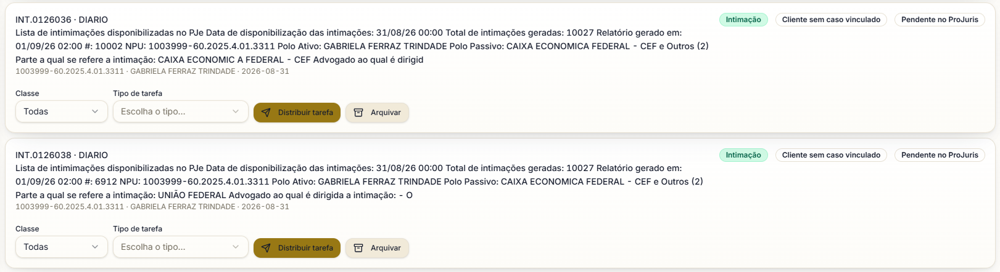 INT.0126036 · DIARIO
Intimação
Cliente sem caso vinculado
Pendente no ProJuris
Lista de intimimações disponibilizadas no PJe Data de disponibilização das intimações: 31/08/26 00:00 Total de intimações geradas: 10027 Relatório gerado em:
01/09/26 02:00 #: 10002 NPU: 1003999-60.2025.4.01.3311 Polo Ativo: GABRIELA FERRAZ TRINDADE Polo Passivo: CAIXA ECONOMICA FEDERAL - CEF e Outros (2)
Parte a qual se refere a intimação: CAIXA ECONOMIC A FEDERAL - CEF Advogado ao qual é dirigid
1003999-60.2025.4.01.3311 · GABRIELA FERRAZ TRINDADE · 2026-08-31
Classe
Tipo de tarefa
Todas
Escolha o tipo...
Distribuir tarefa
Arquivar
INT.0126038 · DIARIO
Intimação
Cliente sem caso vinculado
Pendente no ProJuris
Lista de intimimações disponibilizadas no PJe Data de disponibilização das intimações: 31/08/26 00:00 Total de intimações geradas: 10027 Relatório gerado em:
01/09/26 02:00 #: 6912 NPU: 1003999-60.2025.4.01.3311 Polo Ativo: GABRIELA FERRAZ TRINDADE Polo Passivo: CAIXA ECONOMICA FEDERAL - CEF e Outros (2)
Parte a qual se refere a intimação: UNIÃO FEDERAL Advogado ao qual é dirigida a intimação: - O
1003999-60.2025.4.01.3311 · GABRIELA FERRAZ TRINDADE · 2026-08-31
Classe
Tipo de tarefa
Todas
Escolha o tipo...
Distribuir tarefa
Arquivar